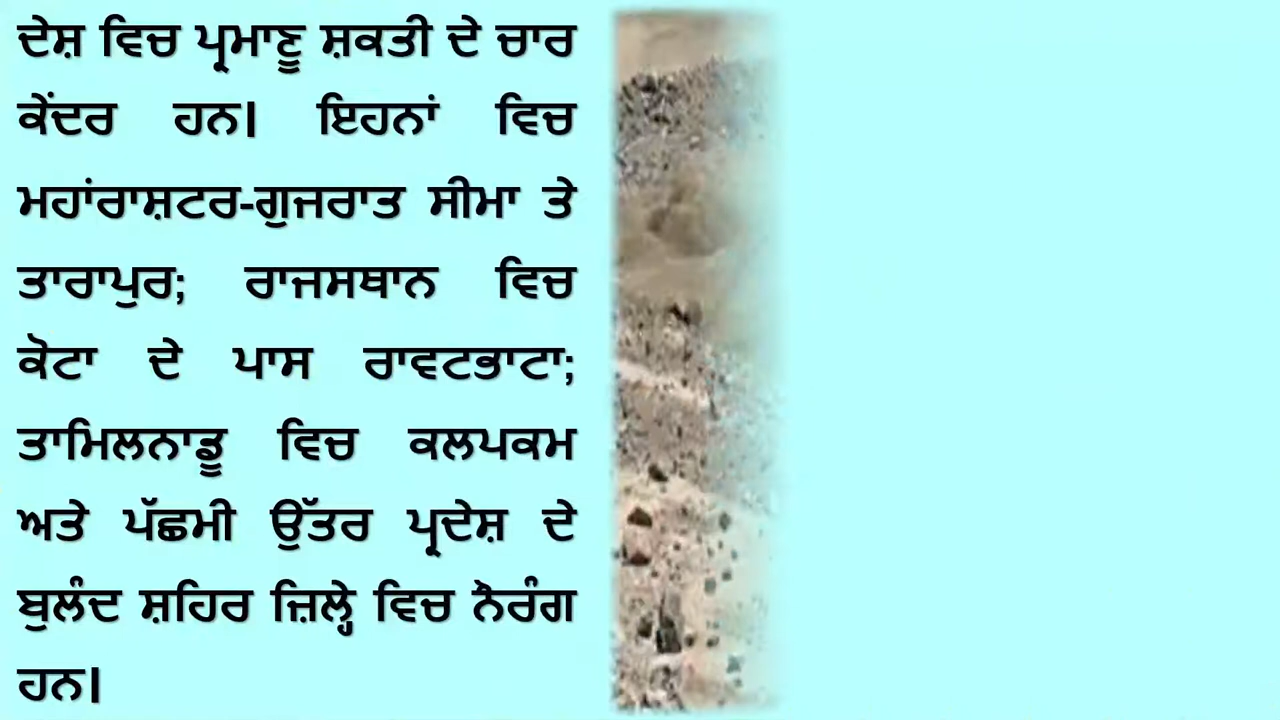 ਦੇਸ਼ ਵਿਚ ਪ੍ਰਮਾਣੂ ਸ਼ਕਤੀ ਦੇ ਚਾਰ
ਕੇਂਦਰ ਹਨ। ਇਹਨਾਂ ਵਿਚ
ਮਹਾਂਰਾਸ਼ਟਰ-ਗੁਜਰਾਤ ਸੀਮਾ ਤੇ
ਤਾਰਾਪੁਰ; ਰਾਜਸਥਾਨ ਵਿਚ
ਕੋਟਾ ਦੇ ਪਾਸ ਰਾਵਟਭਾਟਾ;
ਤਾਮਿਲਨਾਡੂ ਵਿਚ ਕਲਪਕਮ
ਅਤੇ ਪੱਛਮੀ ਉੱਤਰ ਪ੍ਰਦੇਸ਼ ਦੇ
ਬੁਲੰਦ ਸ਼ਹਿਰ ਜ਼ਿਲ੍ਹੇ ਵਿਚ ਨੋਰੰਗ
ਹਨ।